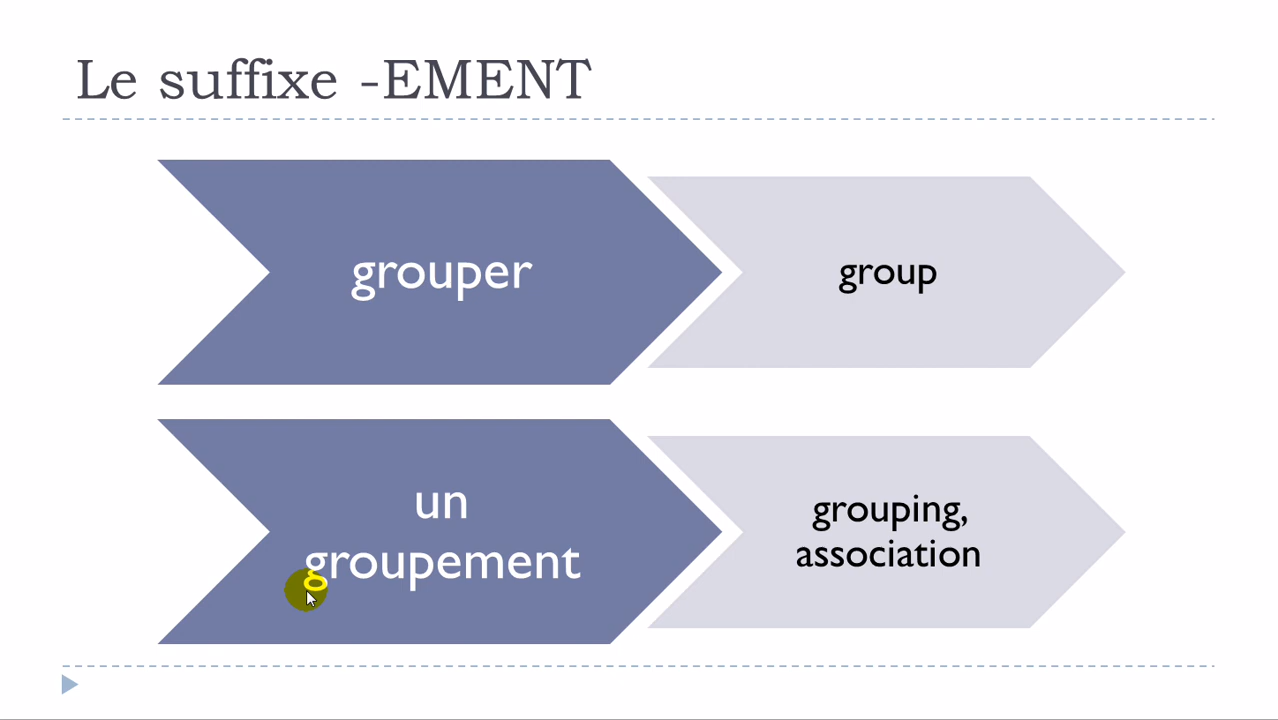 Le suffixe -EMENT
grouper
group
un
groupement
grouping,
association